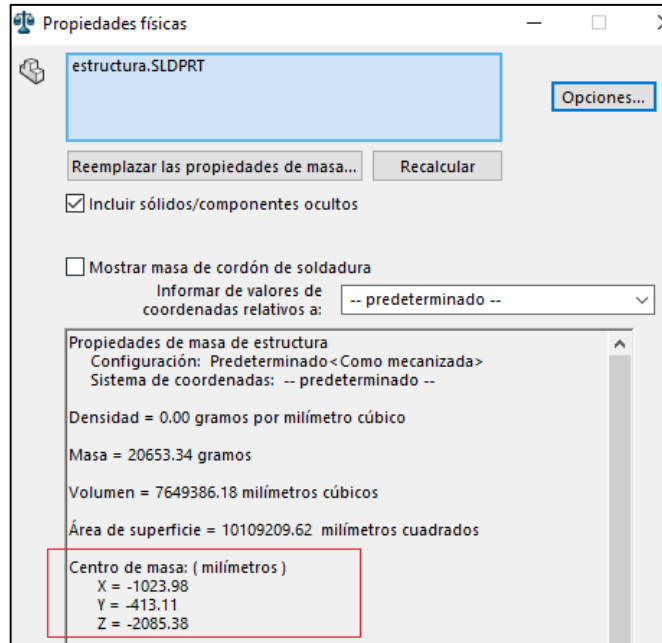 Propiedades físicas
estructura.SLDPRT
Opciones...
Reemplazar las propiedades de masa...
Recalcular
Incluir sólidos/componentes ocultos
Mostrar masa de cordón de soldadura
Informar de valores de
coordenadas relativos a:
-- predeterminado --
Propiedades de masa de estructura
Configuración: Predeterminado<Como mecanizada>
Sistema de coordenadas: -- predeterminado --
Densidad = 0.00 gramos por milímetro cúbico
Masa = 20653.34 gramos
Volumen = 7649386.18 milímetros cúbicos
Área de superficie = 10109209.62 milímetros cuadrados
Centro de masa: ( milímetros )
X = -1023.98
Y = -413.11
Z = -2085.38